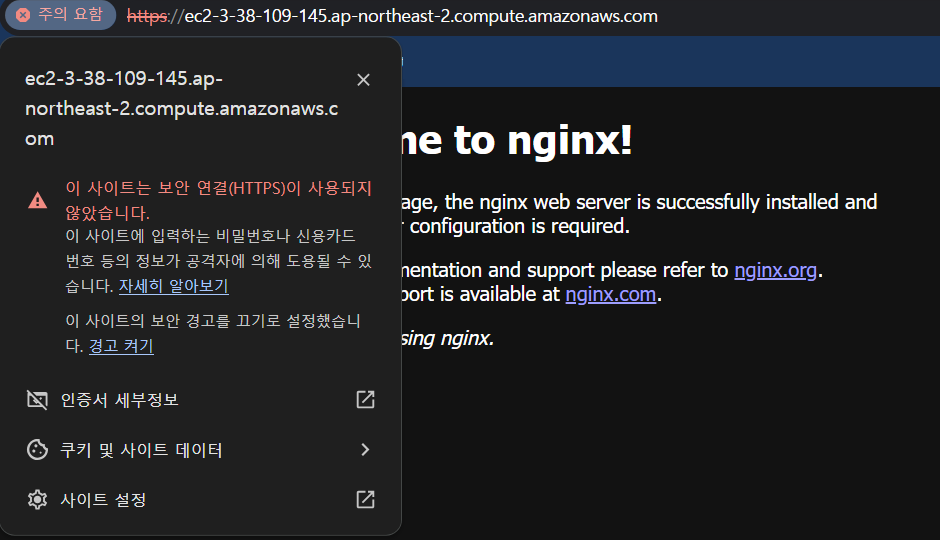 주의 요함
https://ec2-3-38-109-145.ap-northeast-2.compute.amazonaws.com
ec2-3-38-109-145.ap-
northeast-2.compute.amazonaws.c
om
이 사이트는 보안 연결(HTTPS)이 사용되지
않았습니다.
이 사이트에 입력하는 비밀번호나 신용카드
번호 등의 정보가 공격자에 의해 도용될 수 있
습니다. 자세히 알아보기
이 사이트의 보안 경고를 끄기로 설정했습니
다. 경고 켜기
인증서 세부정보
쿠키 및 사이트 데이터
사이트 설정
me to nginx!
age, the nginx web server is successfully installed and
configuration is required.
mentation and support please refer to nginx.org.
port is available at nginx.com.
sing nginx.